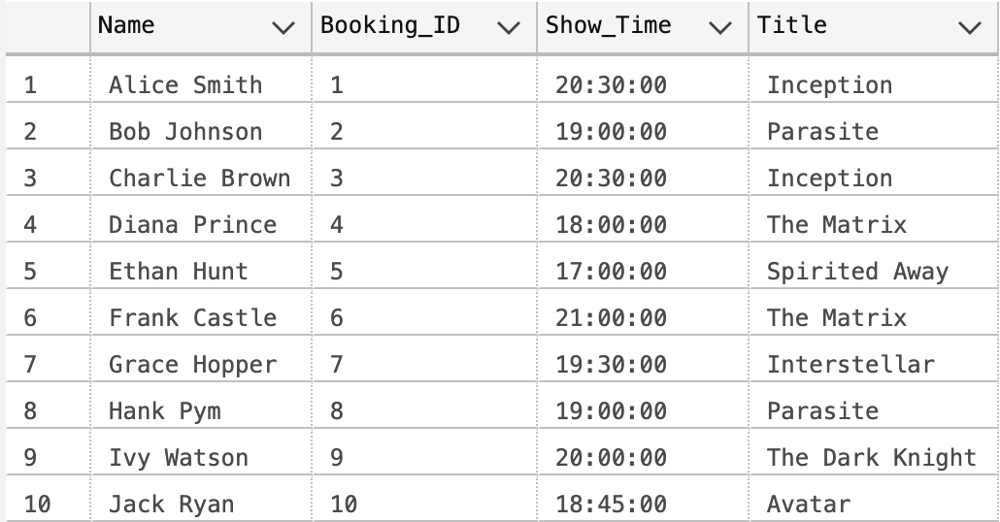 Name Booking_ID Show_Time Title
1 Alice Smith 1 20:30:00 Inception
2 Bob Johnson 2 19:00:00 Parasite
3 Charlie Brown 3 20:30:00 Inception
4 Diana Prince 4 18:00:00 The Matrix
5 Ethan Hunt 5 17:00:00 Spirited Away
6 Frank Castle 6 21:00:00 The Matrix
7 Grace Hopper 7 19:30:00 Interstellar
8 Hank Pym 8 19:00:00 Parasite
9 Ivy Watson 9 20:00:00 The Dark Knight
10 Jack Ryan 10 18:45:00 Avatar